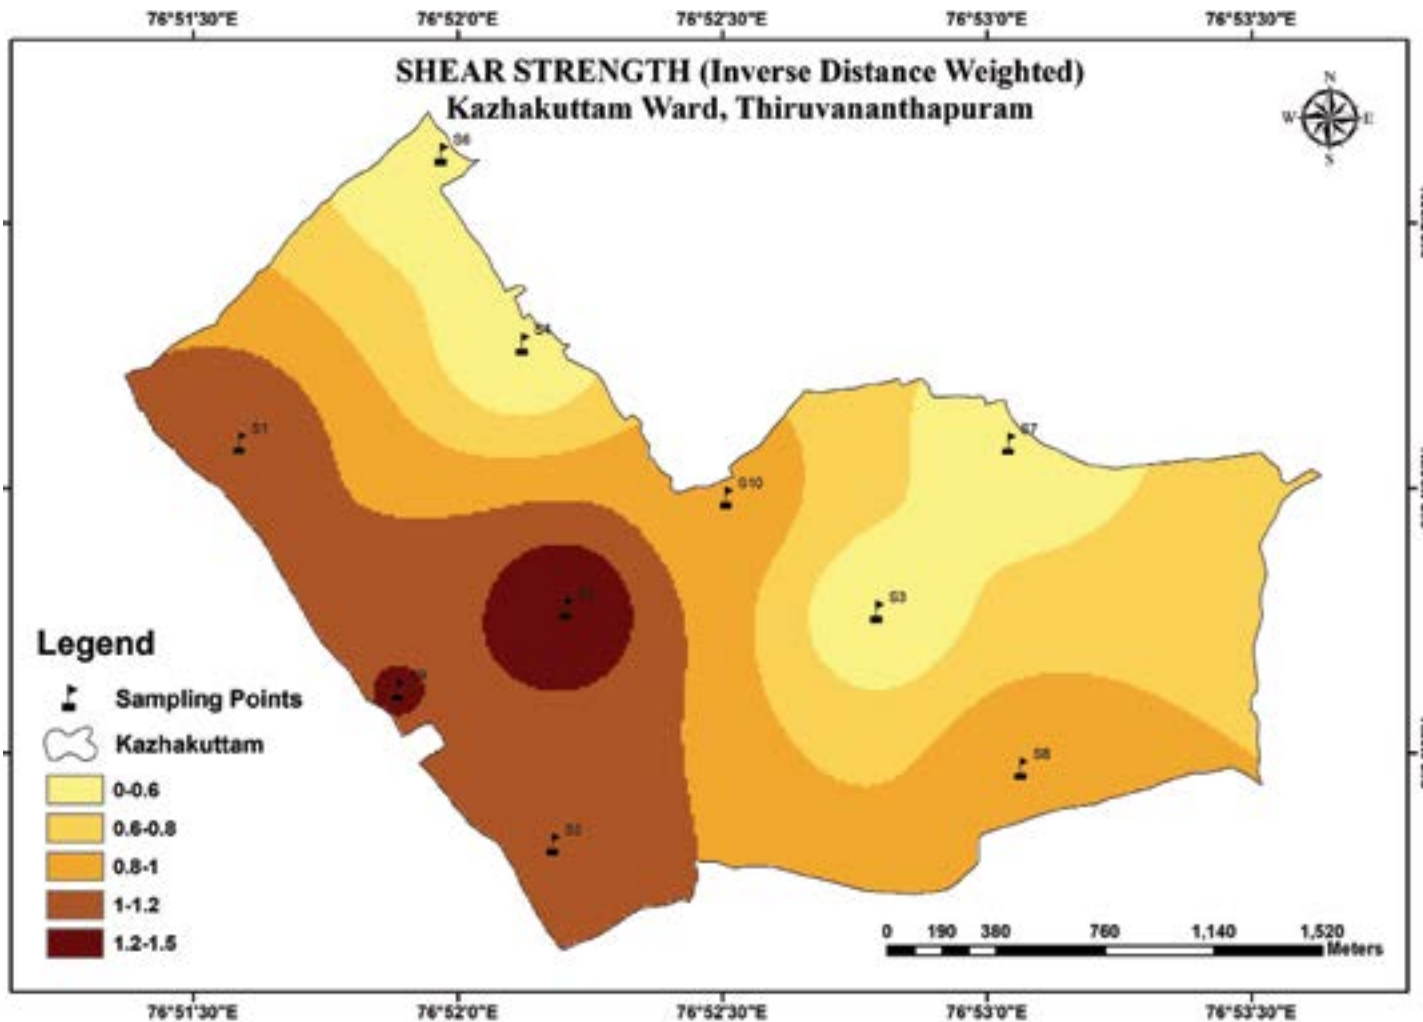 76°51'30"E 76°52'0"E 76°52'30"E 76°53'0"E 76°53'30"E
SHEAR STRENGTH (Inverse Distance Weighted)
Kazhakuttam Ward, Thiruvananthapuram
N
W E
S
S6
S4
S1
S7
S10
S3
S8
S2
Legend
Sampling Points
Kazhakuttam
0-0.6
0.6-0.8
0.8-1
1-1.2
1.2-1.5
0 190 380 760 1,140 1,520
Meters
76°51'30"E 76°52'0"E 76°52'30"E 76°53'0"E 76°53'30"E